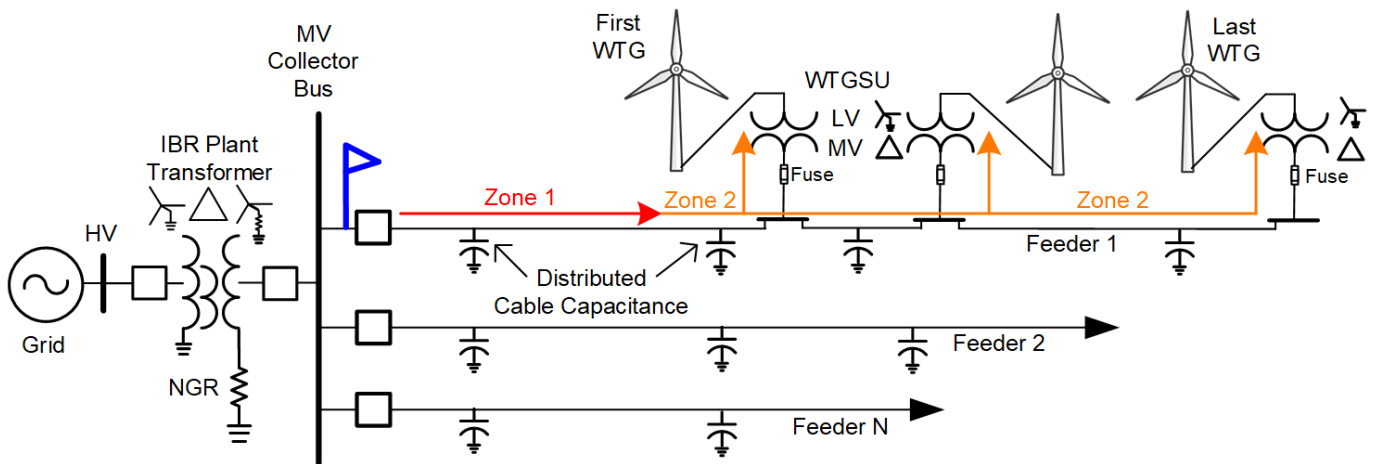 MV
Collector
Bus
First
WTG
Last
WTG
WTGSU
LV
MV
IBR Plant
Transformer
Fuse
Fuse
Zone 1
Zone 2
Zone 2
HV
Feeder 1
Distributed
Cable Capacitance
Grid
Feeder 2
NGR
Feeder N